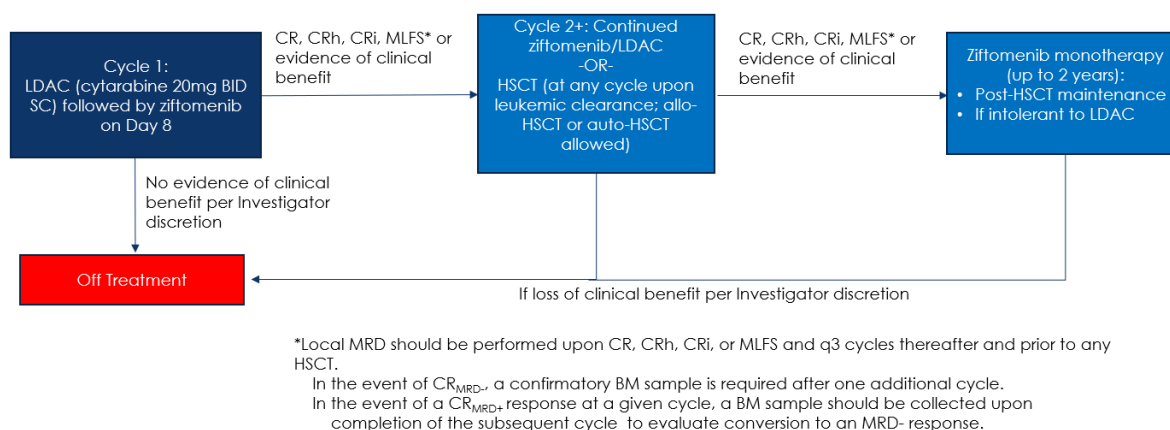 Cycle 1:
LDAC (cytarabine 20mg BID
SC) followed by ziftomenib
on Day 8
CR, CRh, CRi, MLFS* or
evidence of clinical
benefit
Cycle 2+: Continued
ziftomenib/LDAC
-OR-
HSCT (at any cycle upon
leukemic clearance; allo-
HSCT or auto-HSCT
allowed)
CR, CRh, CRi, MLFS* or
evidence of clinical
benefit
Ziftomenib monotherapy
(up to 2 years):
• Post-HSCT maintenance
• If intolerant to LDAC
No evidence of clinical
benefit per Investigator
discretion
Off Treatment
If loss of clinical benefit per Investigator discretion
*Local MRD should be performed upon CR, CRh, CRi, or MLFS and q3 cycles thereafter and prior to any
HSCT.
In the event of CRMRD-, a confirmatory BM sample is required after one additional cycle.
In the event of a CRMRD+ response at a given cycle, a BM sample should be collected upon
completion of the subsequent cycle to evaluate conversion to an MRD- response.